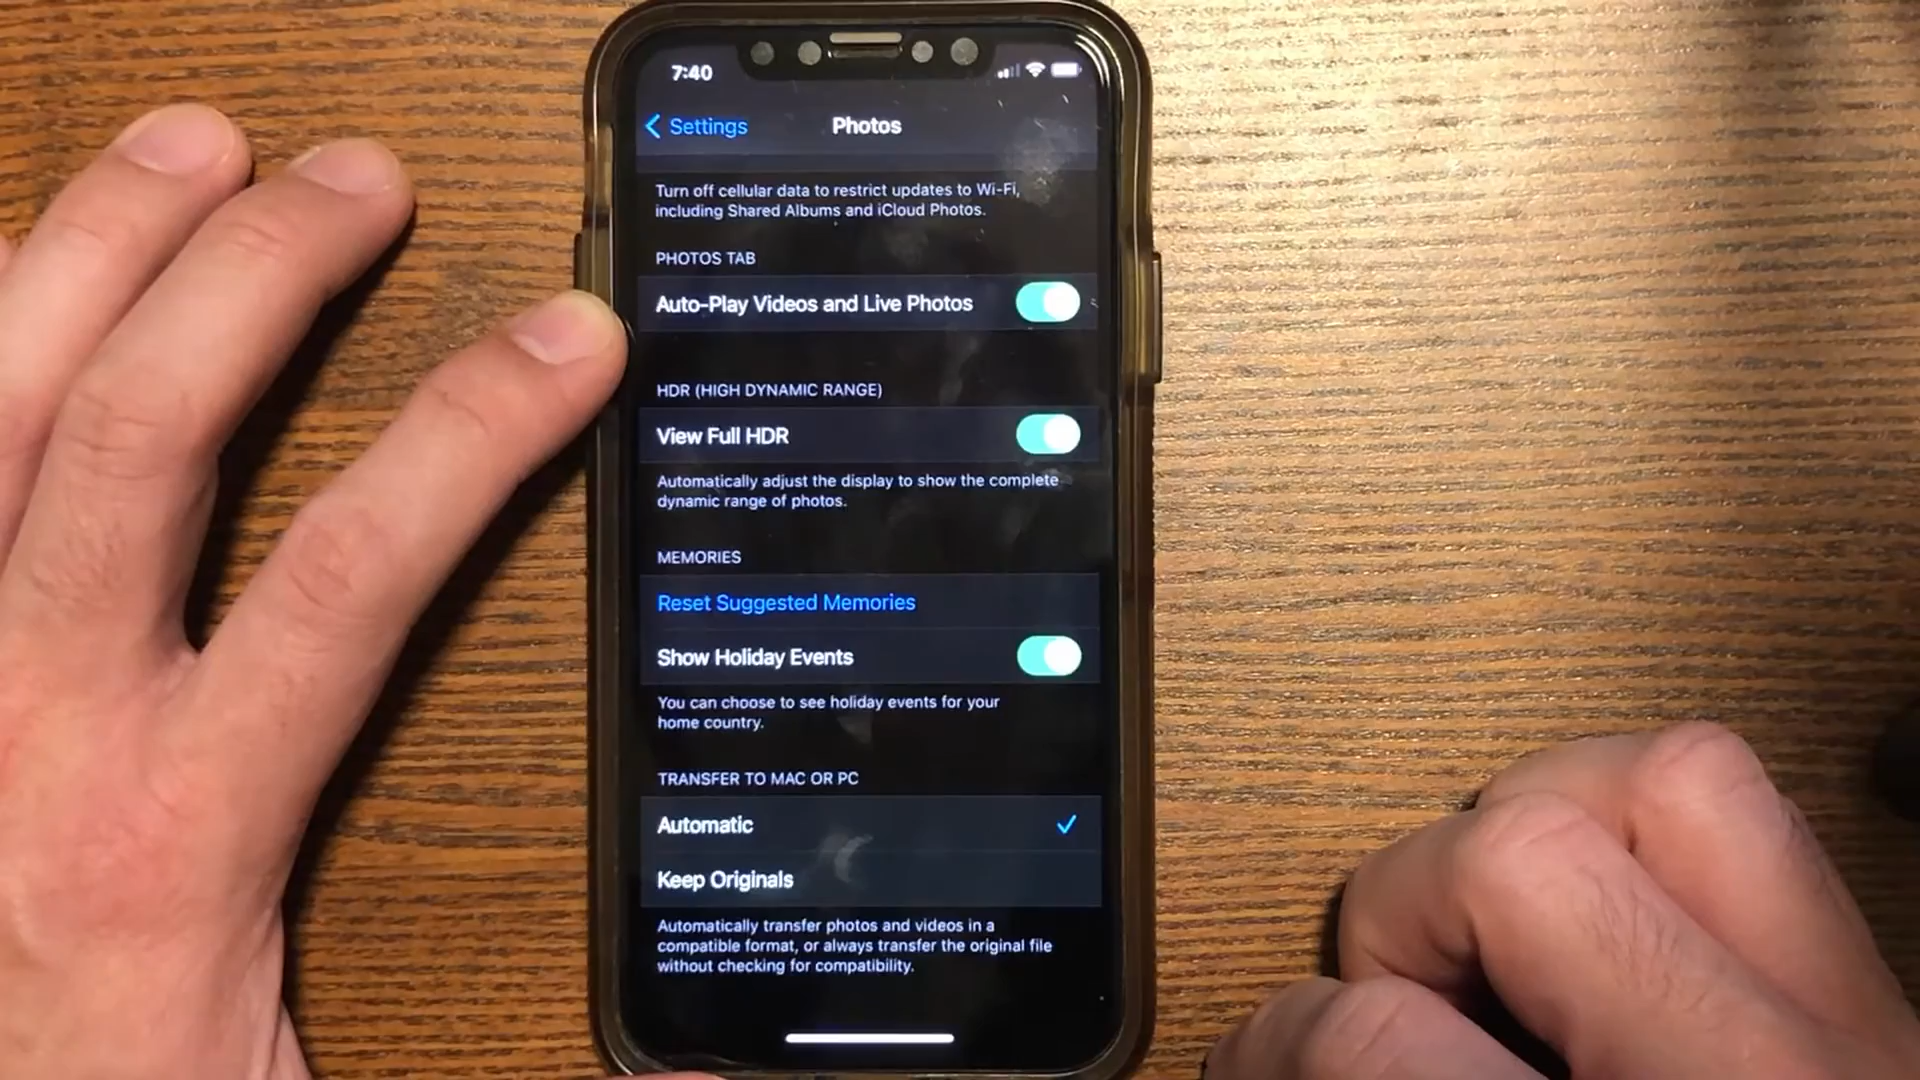 7:40
Settings
Photos
Turn off cellular data to restrict updates to Wi-Fi,
including Shared Albums and iCloud Photos.
PHOTOS TAB
Auto-Play Videos and Live Photos
HDR (HIGH DYNAMIC RANGE)
View Full HDR
Automatically adjust the display to show the complete
dynamic range of photos.
MEMORIES
Reset Suggested Memories
Show Holiday Events
You can choose to see holiday events for your
home country.
TRANSFER TO MAC OR PC
Automatic
Keep Originals
Automatically transfer photos and videos in a
compatible format, or always transfer the original file
without checking for compatibility.